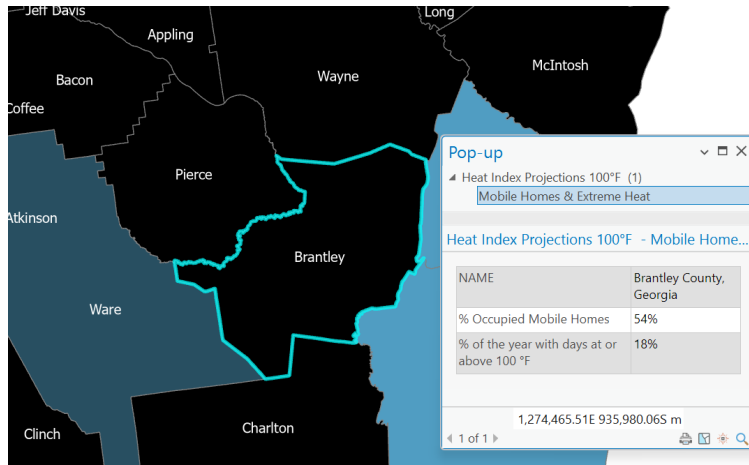 Jeff Davis
Long
Appling
McIntosh
Wayne
Bacon
Coffee
Pierce
Atkinson
Brantley
Ware
Charlton
Clinch
Pop-up
Heat Index Projections 100°F (1)
Mobile Homes & Extreme Heat
Heat Index Projections 100°F - Mobile Home...
NAME Brantley County,
Georgia
% Occupied Mobile Homes 54%
% of the year with days at or 18%
above 100 °F
1,274,465.51E 935,980.06S m
1 of 1